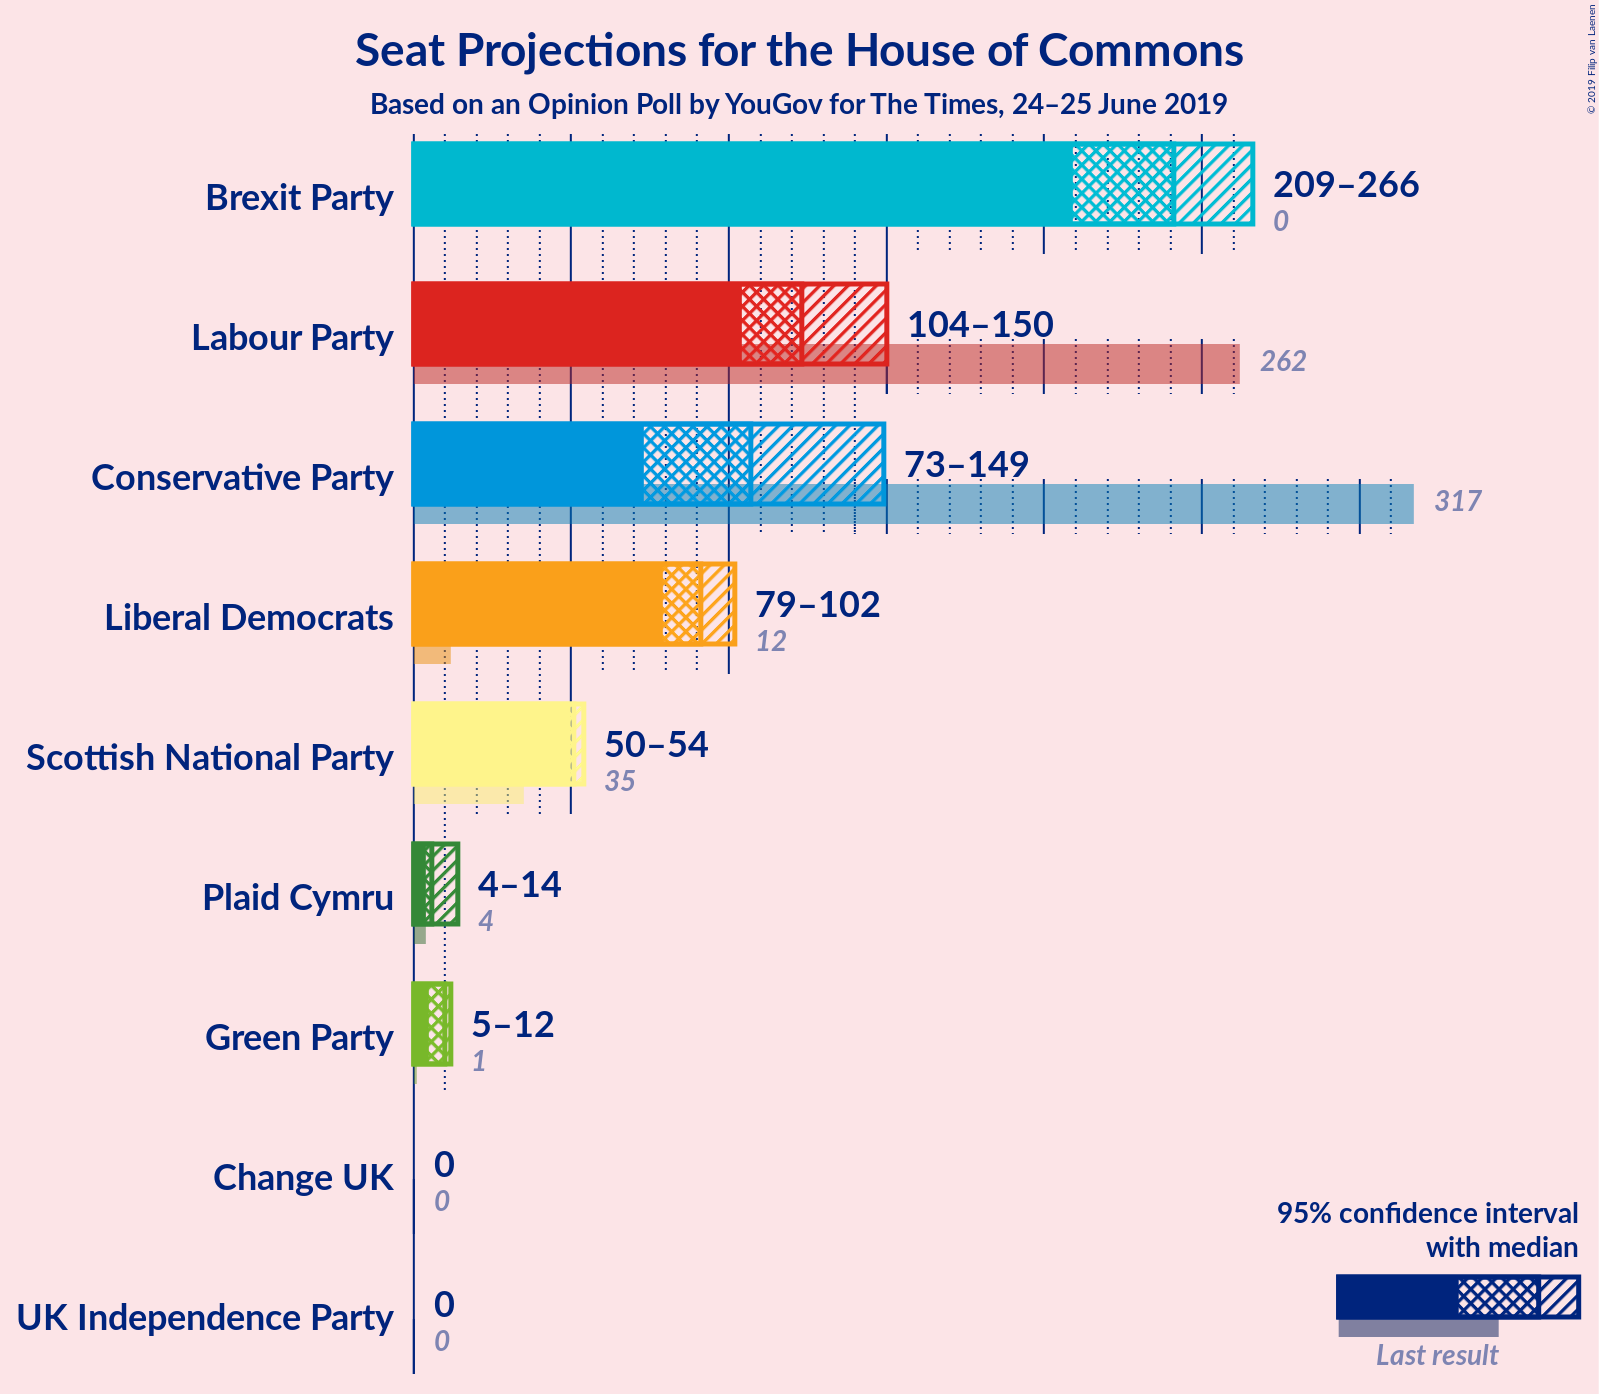 Seat Projections for the House of Commons
Based on an Opinion Poll by YouGov for The Times, 24–25 June 2019
© 2019 Filip van Laenen
Brexit Party
209–266
0
Labour Party
104–150
262
Conservative Party
73–149
317
Liberal Democrats
79–102
12
Scottish National Party
50–54
35
Plaid Cymru
4–14
4
Green Party
5–12
1
Change UK
0
0
UK Independence Party
0
0
95% confidence interval
with median
Last result